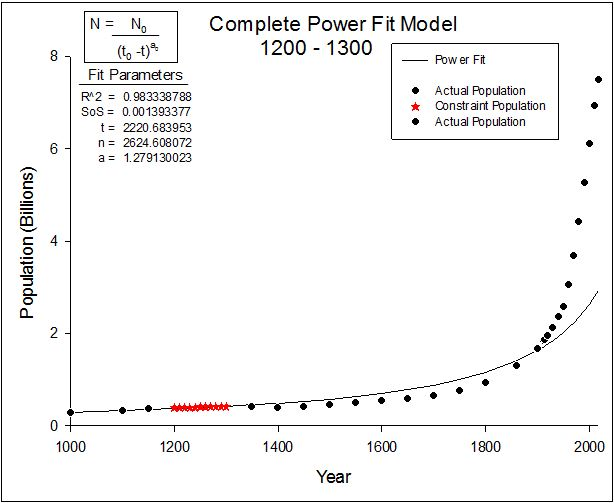 Complete Power Fit Model
1200 - 1300
N = N0
(t0 -t)^a0
Fit Parameters
R^2 = 0.983338788
SoS = 0.001393377
t = 2220.683953
n = 2624.608072
a = 1.279130023
Power Fit
Actual Population
Constraint Population
Actual Population
Population (Billions)
8
6
4
2
0
1000 1200 1400 1600 1800 2000
Year